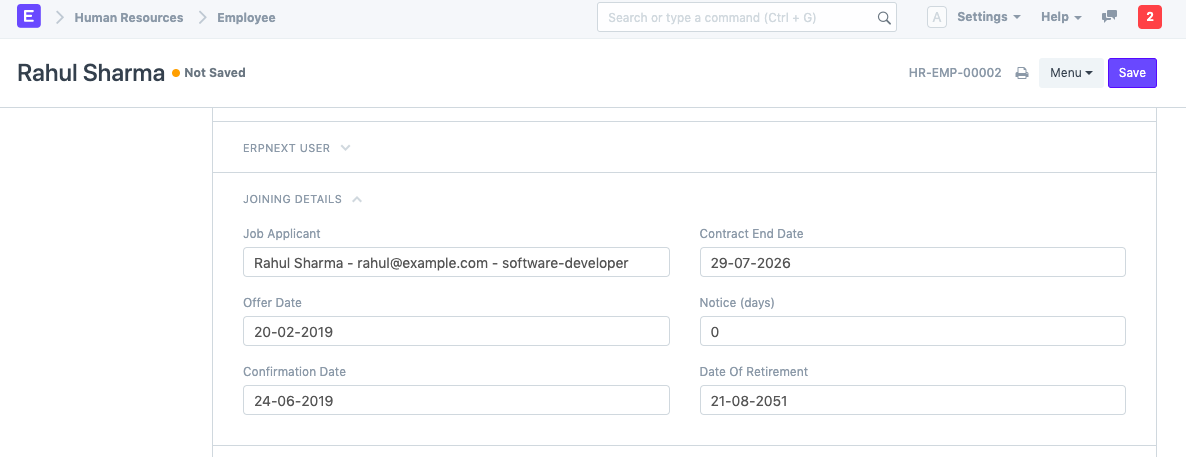 E Human Resources Employee Search or type a command (Ctrl + G) A Settings Help 2
Rahul Sharma Not Saved HR-EMP-00002 Menu Save
ERPNEXT USER
JOINING DETAILS
Job Applicant Contract End Date
Rahul Sharma - rahul@example.com - software-developer 29-07-2026
Offer Date Notice (days)
20-02-2019 0
Confirmation Date Date Of Retirement
24-06-2019 21-08-2051